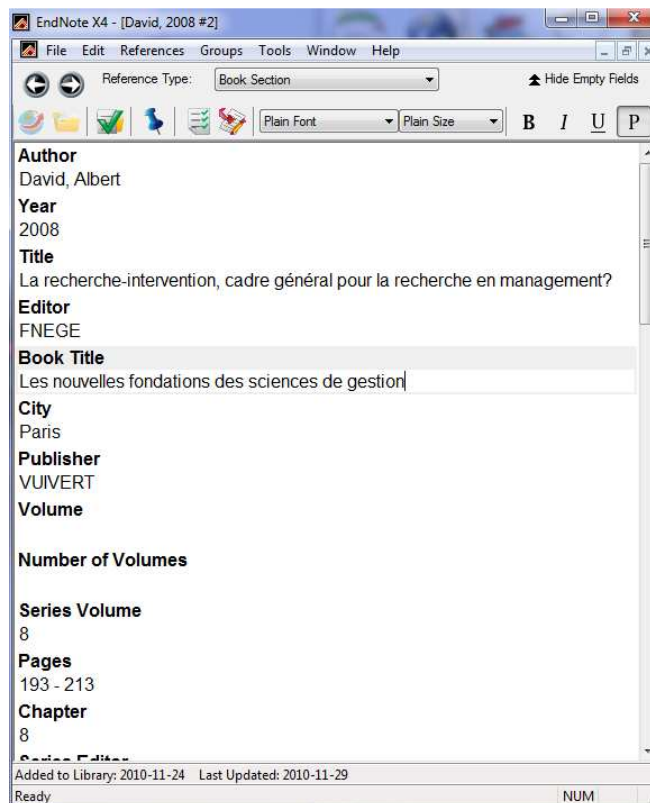 EndNote X4 - [David, 2008 #2]
File Edit References Groups Tools Window Help
Reference Type: Book Section Hide Empty Fields
Plain Font Plain Size B I U P
Author
David, Albert
Year
2008
Title
La recherche-intervention, cadre général pour la recherche en management?
Editor
FNEGE
Book Title
Les nouvelles fondations des sciences de gestion
City
Paris
Publisher
VUIVERT
Volume
Number of Volumes
Series Volume
8
Pages
193 - 213
Chapter
8
Series Editor
Added to Library: 2010-11-24 Last Updated: 2010-11-29
Ready NUM